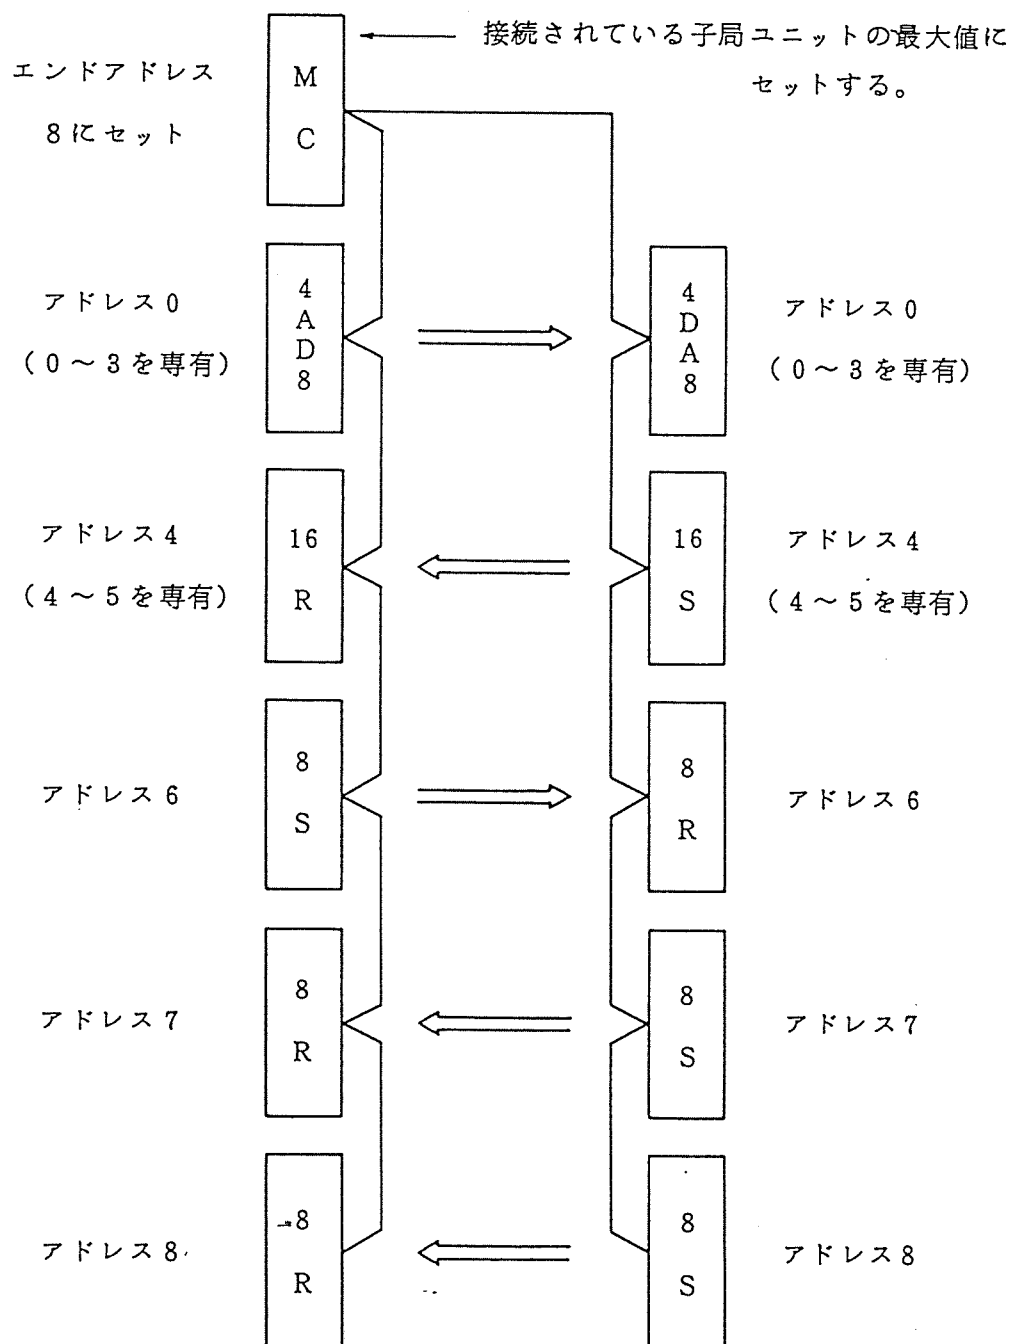 接続されている子局ユニットの最大値に
セットする。
エンドアドレス
8にセット
M
C
アドレス0
(0～3を専有)
4
A
D
8
4
D
A
8
アドレス0
(0～3を専有)
アドレス4
(4～5を専有)
16
R
16
S
アドレス4
(4～5を専有)
アドレス6
8
S
8
R
アドレス6
アドレス7
8
R
8
S
アドレス7
アドレス8
8
R
8
S
アドレス8